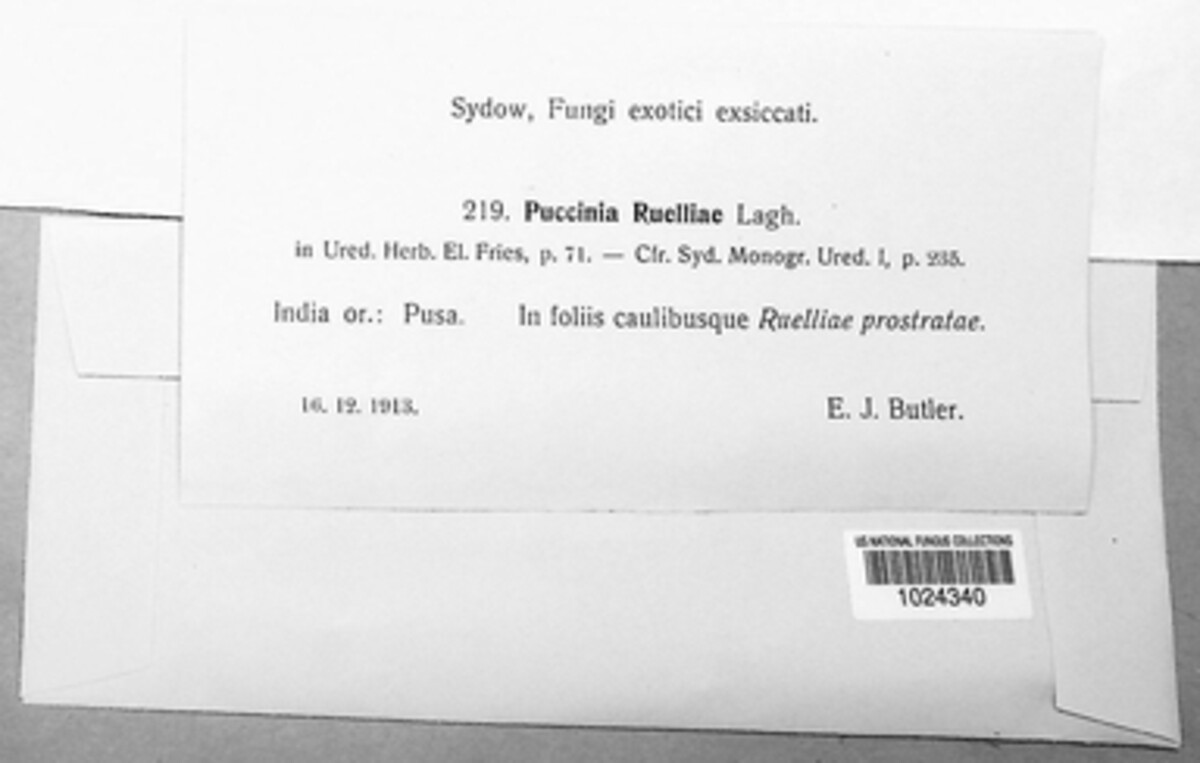 Sydow, Fungi exotici exsiccati.
219. Puccinia Ruelliae Lagh.
in Ured. Herb. El. Fries, p. 71. — Cfr. Syd. Monogr. Ured. I, p. 235.
India or.: Pusa. In foliis caulibusque Ruelliae prostratae.
16. 12. 1913. E. J. Butler.
US NATIONAL FUNGUS COLLECTIONS
1024340